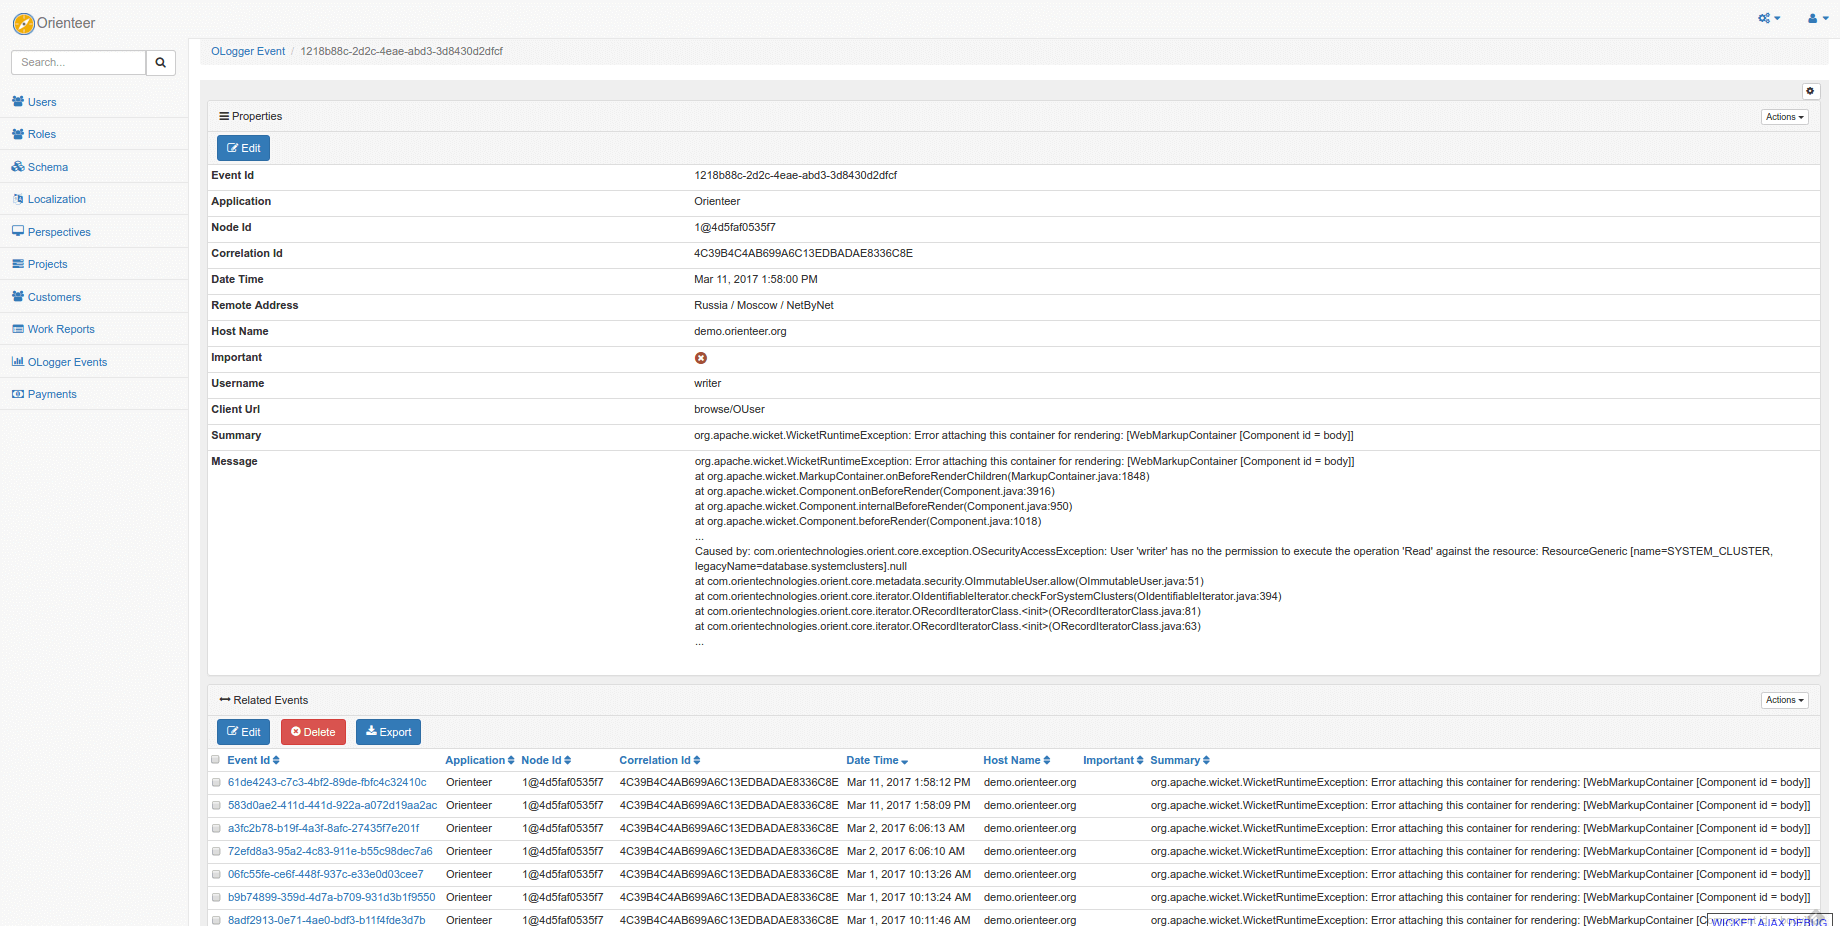 Orienteer
Search...
Users
Roles
Schema
Localization
Perspectives
Projects
Customers
Work Reports
OLogger Events
Payments
OLogger Event / 1218b88c-2d2c-4eae-abd3-3d8430d2dfcf
Properties
Actions
Edit
Event Id 1218b88c-2d2c-4eae-abd3-3d8430d2dfcf
Application Orienteer
Node Id 1@4d5faf0535f7
Correlation Id 4C39B4C4AB699A6C13EDBADAE8336C8E
Date Time Mar 11, 2017 1:58:00 PM
Remote Address Russia / Moscow / NetByNet
Host Name demo.orienteer.org
Important
Username writer
Client Url browse/OUser
Summary org.apache.wicket.WicketRuntimeException: Error attaching this container for rendering: [WebMarkupContainer [Component id = body]]
Message org.apache.wicket.WicketRuntimeException: Error attaching this container for rendering: [WebMarkupContainer [Component id = body]]
at org.apache.wicket.MarkupContainer.onBeforeRenderChildren(MarkupContainer.java:1848)
at org.apache.wicket.Component.onBeforeRender(Component.java:3916)
at org.apache.wicket.Component.internalBeforeRender(Component.java:950)
at org.apache.wicket.Component.beforeRender(Component.java:1018)
...
Caused by: com.orientechnologies.orient.core.exception.OSecurityAccessException: User 'writer' has no the permission to execute the operation 'Read' against the resource: ResourceGeneric [name=SYSTEM_CLUSTER,
legacyName=database.systemclusters].null
at com.orientechnologies.orient.core.metadata.security.OImmutableUser.allow(OImmutableUser.java:51)
at com.orientechnologies.orient.core.iterator.OIdentifiableIterator.checkForSystemClusters(OIdentifiableIterator.java:394)
at com.orientechnologies.orient.core.iterator.ORecordIteratorClass.<init>(ORecordIteratorClass.java:81)
at com.orientechnologies.orient.core.iterator.ORecordIteratorClass.<init>(ORecordIteratorClass.java:63)
...
Related Events
Actions
Edit Delete Export
Event Id Application Node Id Correlation Id Date Time Host Name Important Summary
61de4243-c7c3-4bf2-89de-fbfc4c32410c Orienteer 1@4d5faf0535f7 4C39B4C4AB699A6C13EDBADAE8336C8E Mar 11, 2017 1:58:12 PM demo.orienteer.org org.apache.wicket.WicketRuntimeException: Error attaching this container for rendering: [WebMarkupContainer [Component id = body]]
583d0ae2-411d-441d-922a-a072d19aa2ac Orienteer 1@4d5faf0535f7 4C39B4C4AB699A6C13EDBADAE8336C8E Mar 11, 2017 1:58:09 PM demo.orienteer.org org.apache.wicket.WicketRuntimeException: Error attaching this container for rendering: [WebMarkupContainer [Component id = body]]
a3fc2b78-b19f-4a3f-8afc-27435f7e201f Orienteer 1@4d5faf0535f7 4C39B4C4AB699A6C13EDBADAE8336C8E Mar 2, 2017 6:06:13 AM demo.orienteer.org org.apache.wicket.WicketRuntimeException: Error attaching this container for rendering: [WebMarkupContainer [Component id = body]]
72efd8a3-95a2-4c83-911e-b55c98dec7a6 Orienteer 1@4d5faf0535f7 4C39B4C4AB699A6C13EDBADAE8336C8E Mar 2, 2017 6:06:10 AM demo.orienteer.org org.apache.wicket.WicketRuntimeException: Error attaching this container for rendering: [WebMarkupContainer [Component id = body]]
06fc55fe-ce6f-448f-937c-e33e0d03cee7 Orienteer 1@4d5faf0535f7 4C39B4C4AB699A6C13EDBADAE8336C8E Mar 1, 2017 10:13:26 AM demo.orienteer.org org.apache.wicket.WicketRuntimeException: Error attaching this container for rendering: [WebMarkupContainer [Component id = body]]
b9b74899-359d-4d7a-b709-931d3b1f9550 Orienteer 1@4d5faf0535f7 4C39B4C4AB699A6C13EDBADAE8336C8E Mar 1, 2017 10:13:24 AM demo.orienteer.org org.apache.wicket.WicketRuntimeException: Error attaching this container for rendering: [WebMarkupContainer [Component id = body]]
8adf2913-0e71-4ae0-bdf3-b11f4fde3d7b Orienteer 1@4d5faf0535f7 4C39B4C4AB699A6C13EDBADAE8336C8E Mar 1, 2017 10:11:46 AM demo.orienteer.org org.apache.wicket.WicketRuntimeException: Error attaching this container for rendering: [WebMarkupContainer
WICKET AJAX DEBUG